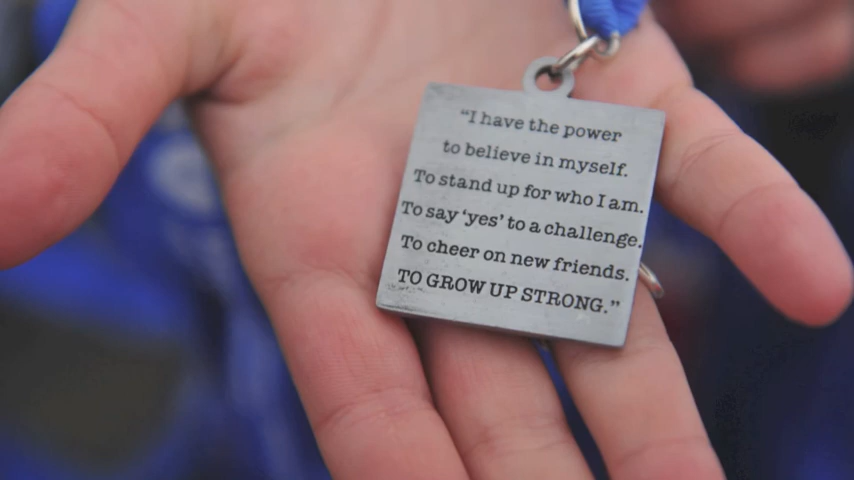 “I have the power
to believe in myself.
To stand up for who I am.
To say ‘yes’ to a challenge.
To cheer on new friends.
TO GROW UP STRONG.”